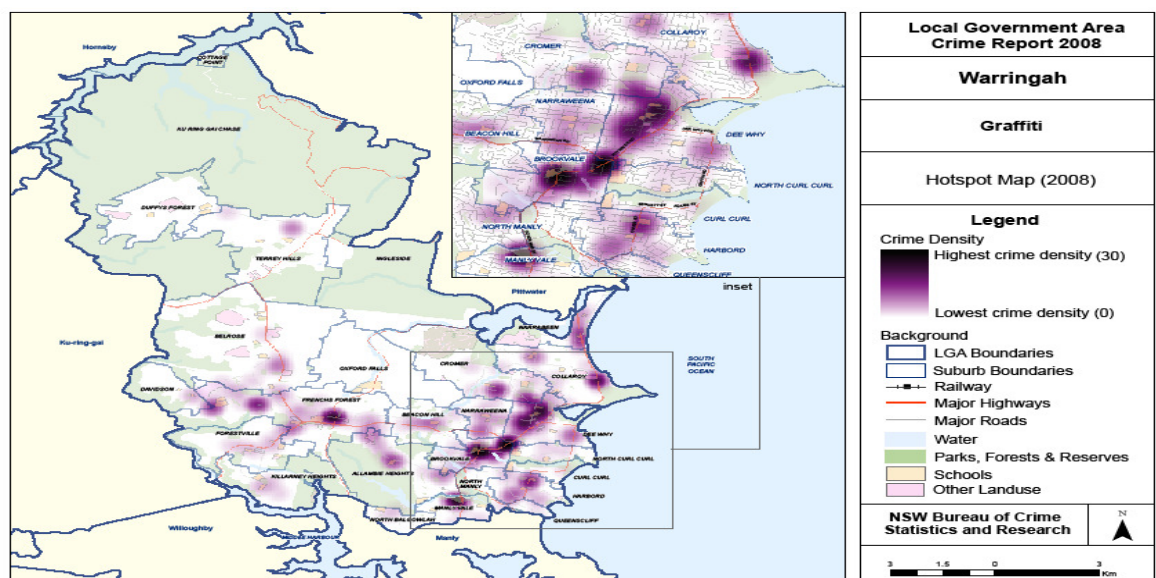 Hornsby
COTTAGE
POINT
KU RING GAI CHASE
DUFFYS FOREST
TERREY HILLS
INGLESIDE
Ku-ring-gai
BELROSE
OXFORD FALLS
DAVIDSON
FRENCHS FOREST
FORESTVILLE
KILLARNEY HEIGHTS
ALLAMBIE HEIGHTS
BEACON HILL
NARRAWEENA
CROMER
COLLAROY
NARRABEEN
Pittwater
DEE WHY
BROOKVALE
NORTH CURL CURL
CURL CURL
NORTH
MANLY
HARBORD
MANLYVALE
QUEENSCLIFF
NORTH BALGOWLAH
Willoughby
MIDDLE HARBOUR
Manly
SOUTH
PACIFIC
OCEAN
inset
CROMER
COLLAROY
OXFORD FALLS
NARRAWEENA
BEACON HILL
DEE WHY
BROOKVALE
NORTH CURL CURL
CURL CURL
NORTH MANLY
HARBORD
MANLYVALE
QUEENSCLIFF
Local Government Area
Crime Report 2008
Warringah
Graffiti
Hotspot Map (2008)
Legend
Crime Density
Highest crime density (30)
Lowest crime density (0)
Background
LGA Boundaries
Suburb Boundaries
Railway
Major Highways
Major Roads
Water
Parks, Forests & Reserves
Schools
Other Landuse
NSW Bureau of Crime
Statistics and Research
N
3 1.5 0 3
Km